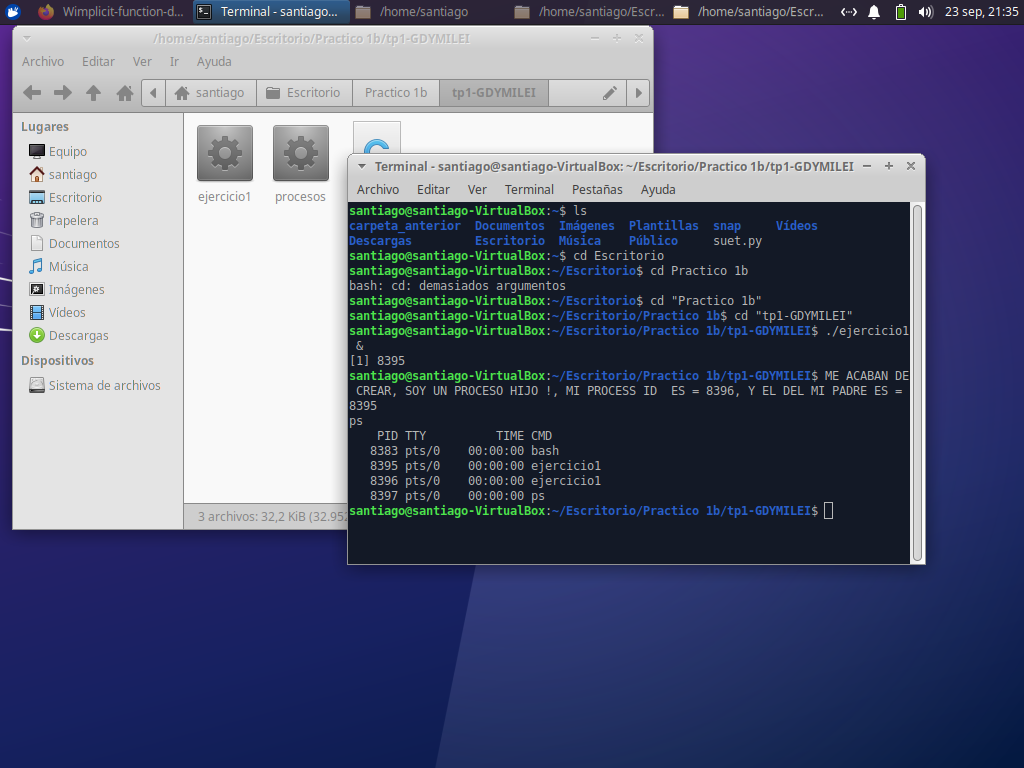 Wimplicit-function-d...
Terminal - santiago...
/home/santiago
/home/santiago/Escr...
/home/santiago/Escr...
23 sep, 21:35
/home/santiago/Escritorio/Practico 1b/tp1-GDYMILEI
Archivo Editar Ver Ir Ayuda
santiago Escritorio Practico 1b tp1-GDYMILEI
Lugares
Equipo
santiago
Escritorio
Papelera
Documentos
Música
Imágenes
Vídeos
Descargas
Dispositivos
Sistema de archivos
ejercicio1
procesos
3 archivos: 32,2 KiB (32.952
Terminal - santiago@santiago-VirtualBox: ~/Escritorio/Practico 1b/tp1-GDYMILEI
Archivo Editar Ver Terminal Pestañas Ayuda
santiago@santiago-VirtualBox:~$ ls
carpeta_anterior Documentos Imágenes Plantillas snap Vídeos
Descargas Escritorio Música Público suet.py
santiago@santiago-VirtualBox:~$ cd Escritorio
santiago@santiago-VirtualBox:~/Escritorio$ cd Practico 1b
bash: cd: demasiados argumentos
santiago@santiago-VirtualBox:~/Escritorio$ cd "Practico 1b"
santiago@santiago-VirtualBox:~/Escritorio/Practico 1b$ cd "tp1-GDYMILEI"
santiago@santiago-VirtualBox:~/Escritorio/Practico 1b/tp1-GDYMILEI$ ./ejercicio1
&
[1] 8395
santiago@santiago-VirtualBox:~/Escritorio/Practico 1b/tp1-GDYMILEI$ ME ACABAN DE
CREAR, SOY UN PROCESO HIJO !, MI PROCESS ID  ES = 8396, Y EL DEL MI PADRE ES =
8395
ps
PID TTY TIME CMD
8383 pts/0 00:00:00 bash
8395 pts/0 00:00:00 ejercicio1
8396 pts/0 00:00:00 ejercicio1
8397 pts/0 00:00:00 ps
santiago@santiago-VirtualBox:~/Escritorio/Practico 1b/tp1-GDYMILEI$